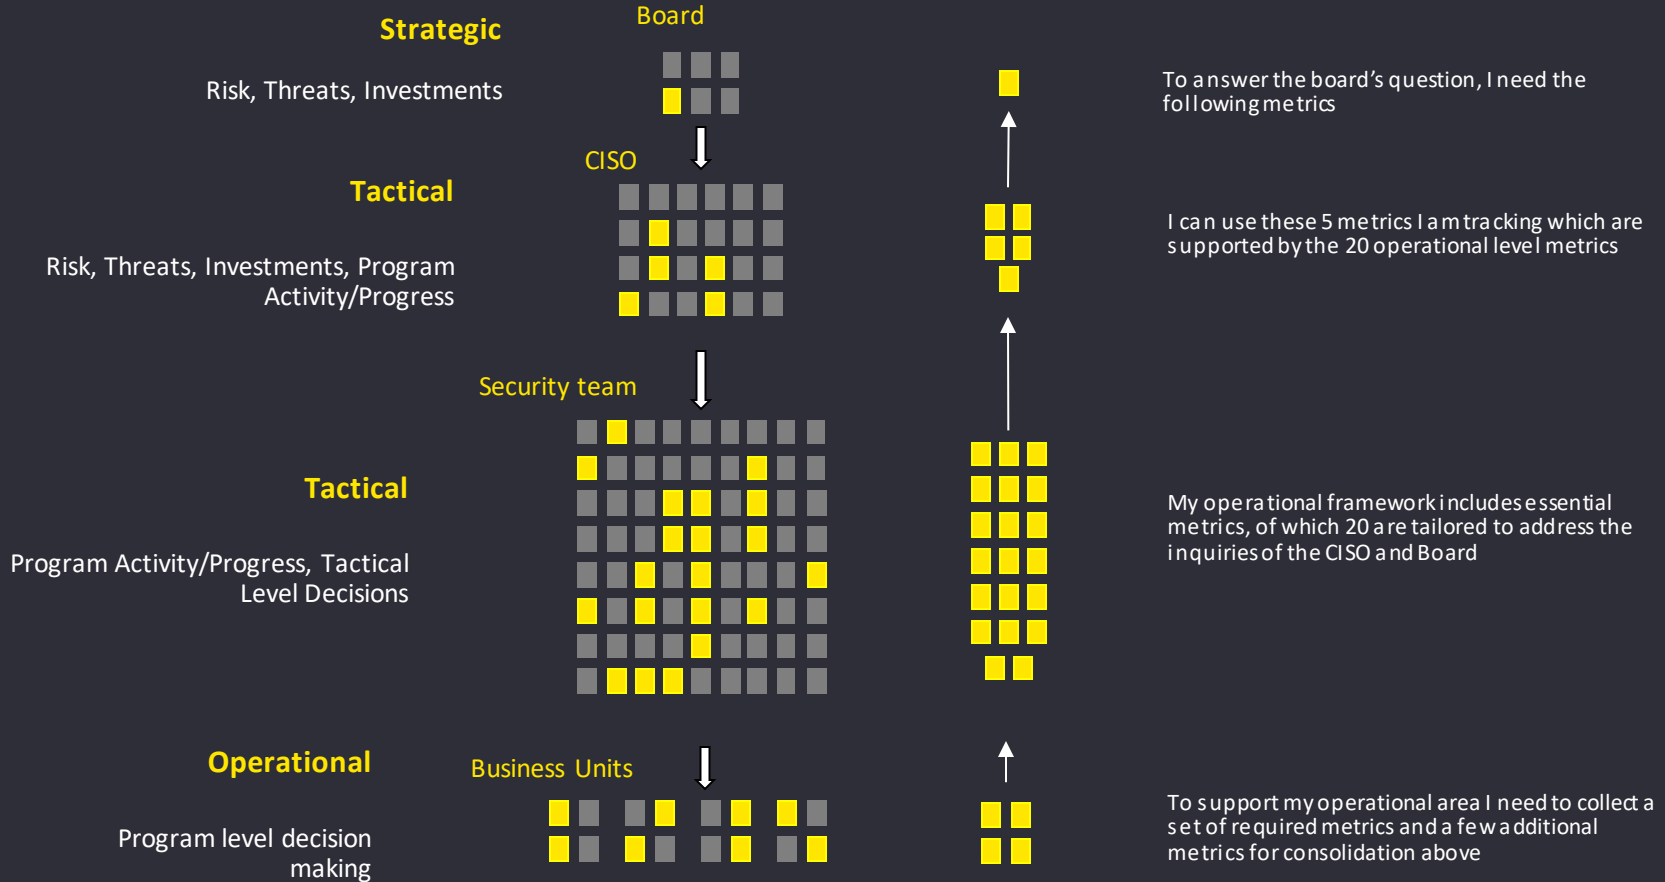 Strategic
Board
Risk, Threats, Investments
To answer the board’s question, I need the
following metrics
CISO
Tactical
Risk, Threats, Investments, Program
Activity/Progress
I can use these 5 metrics I am tracking which are
supported by the 20 operational level metrics
Security team
Tactical
Program Activity/Progress, Tactical
Level Decisions
My operational framework includes essential
metrics, of which 20 are tailored to address the
inquiries of the CISO and Board
Operational
Business Units
Program level decision
making
To support my operational area I need to collect a
set of required metrics and a few additional
metrics for consolidation above